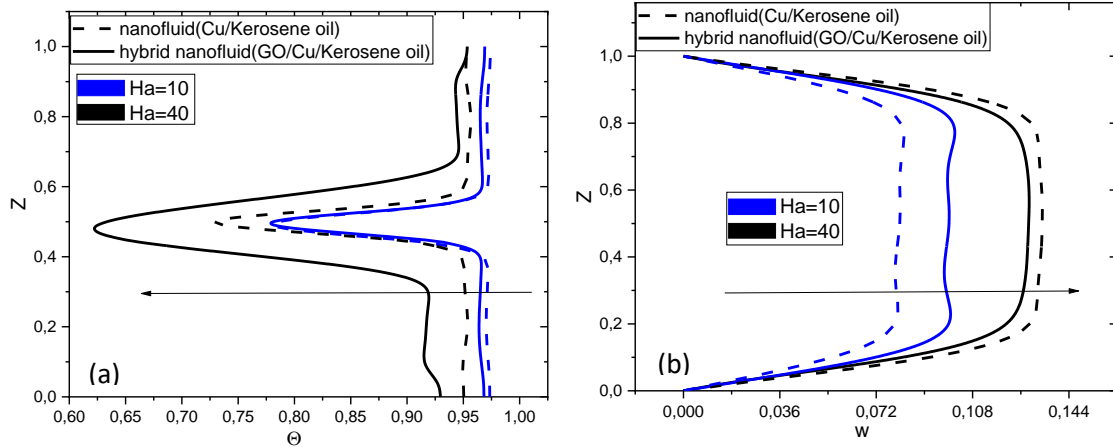 nanofluid(Cu/Kerosene oil)
hybrid nanofluid(GO/Cu/Kerosene oil)
Ha=10
Ha=40
1,0
0,8
0,6
0,4
0,2
0,0
Z
(a)
0,60 0,65 0,70 0,75 0,80 0,85 0,90 0,95 1,00
Θ
nanofluid(Cu/Kerosene oil)
hybrid nanofluid(GO/Cu/Kerosene oil)
1,0
0,8
0,6
0,4
0,2
0,0
Z
Ha=10
Ha=40
(b)
0,000 0,036 0,072 0,108 0,144
w